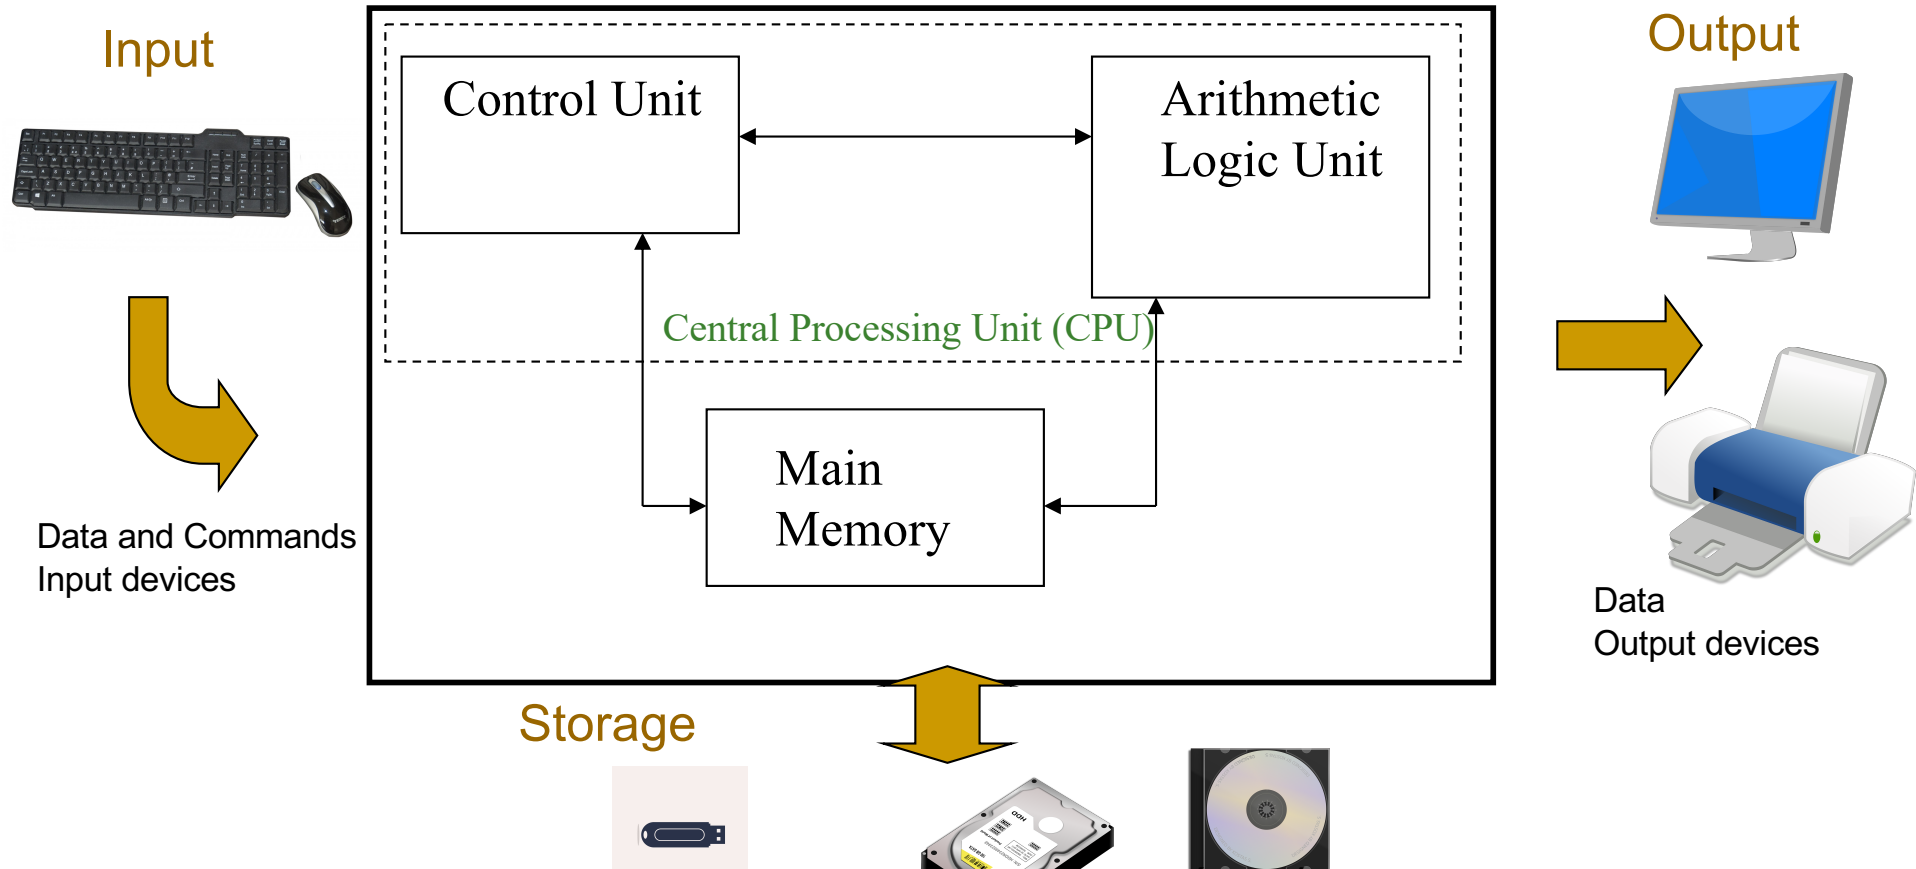 Input
Control Unit
Arithmetic
Logic Unit
Output
Central Processing Unit (CPU)
Main
Memory
Data and Commands
Input devices
Data
Output devices
Storage
HDD